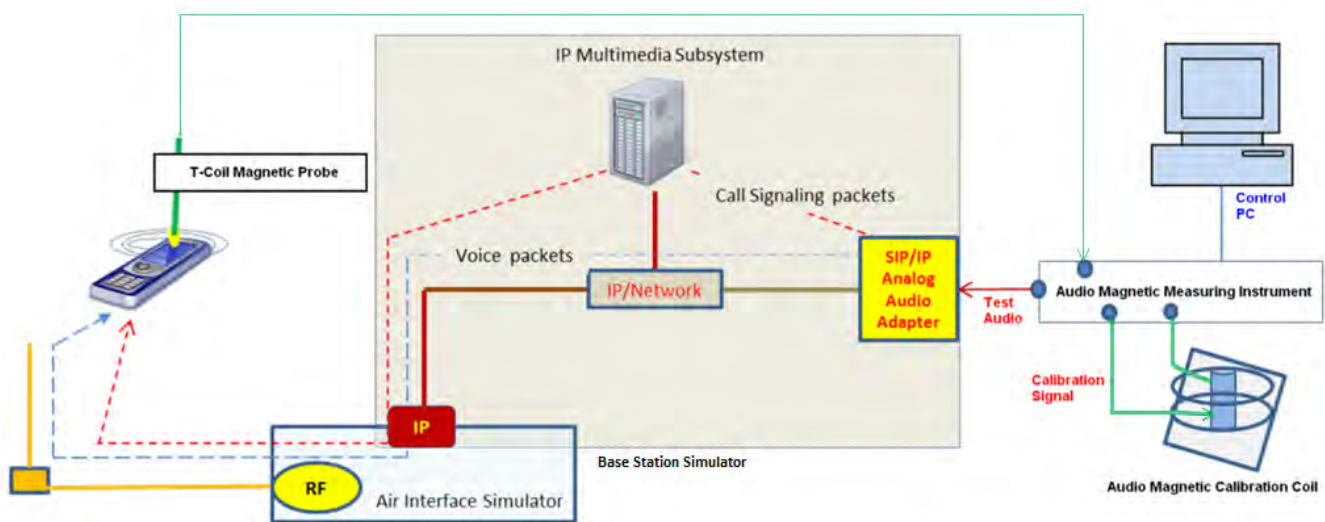 IP Multimedia Subsystem
T-Coil Magnetic Probe
Call Signaling packets
Control
PC
Voice packets
SIP/IP
Analog
Audio
Adapter
IP/Network
Test
Audio
Audio Magnetic Measuring Instrument
Calibration
Signal
IP
Base Station Simulator
RF
Air Interface Simulator
Audio Magnetic Calibration Coil